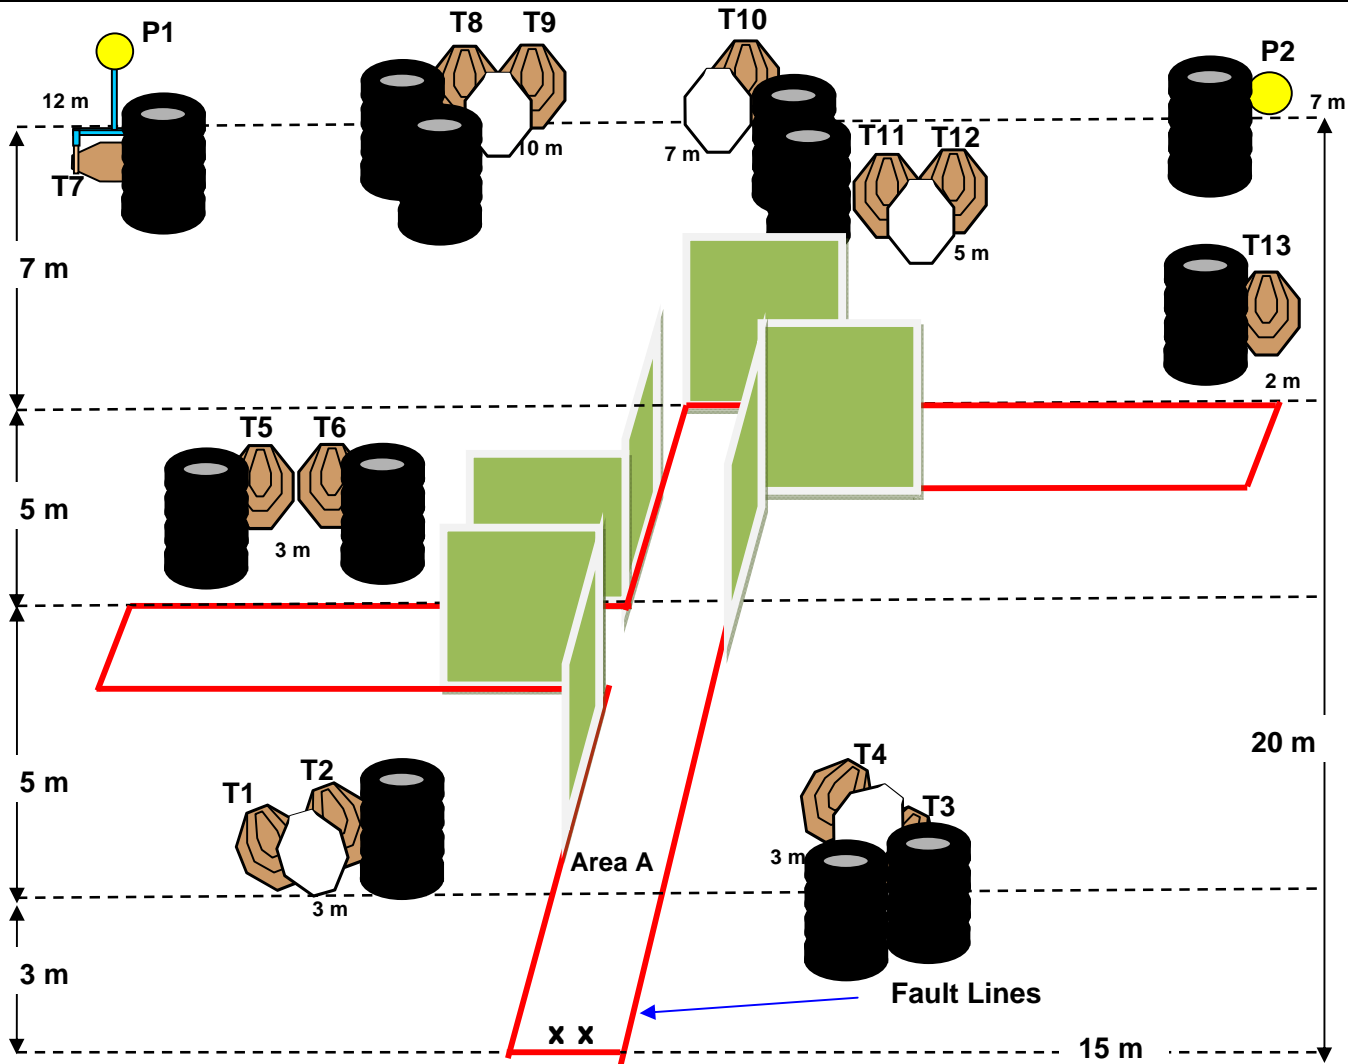 T8 T9 T10
P1 P2
12 m 7 m
10 m 7 m T11 T12
T7
5 m
7 m T13
2 m
T5 T6
5 m
3 m
20 m
T4
5 m T2
T1 T3
3 m Area A
3 m
3 m
Fault Lines
x x
15 m